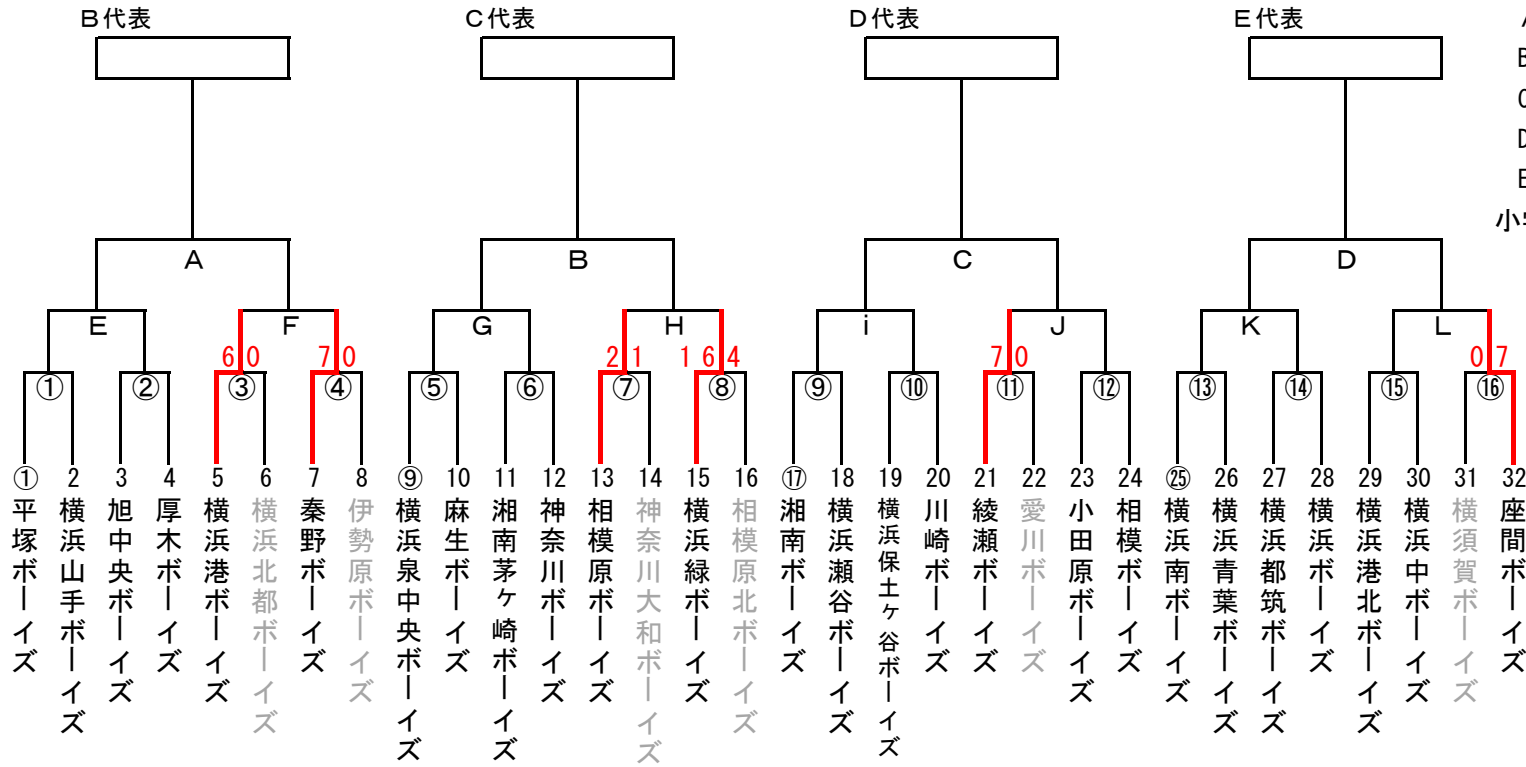 B代表 C代表 D代表 E代表
B
D
E
A B C D
E F G H i J K L
6 0 7 0 2 1 1 6 4 7 0 0 7
① ② ③ ④ ⑤ ⑥ ⑦ ⑧ ⑨ ⑩ ⑪ ⑫ ⑬ ⑭ ⑮ ⑯
① 平塚ボーイズ
2 横浜山手ボーイズ
3 旭中央ボーイズ
4 厚木ボーイズ
5 横浜港ボーイズ
6 横浜北都ボーイズ
7 秦野ボーイズ
8 伊勢原ボーイズ
⑨ 横浜泉中央ボーイズ
10 麻生ボーイズ
11 湘南茅ケ崎ボーイズ
12 神奈川ボーイズ
13 相模原ボーイズ
14 神奈川大和ボーイズ
15 横浜緑ボーイズ
16 相模原北ボーイズ
⑰ 湘南ボーイズ
18 横浜瀬谷ボーイズ
19 横浜保土ヶ谷ボーイズ
20 川崎ボーイズ
21 綾瀬ボーイズ
22 愛川ボーイズ
23 小田原ボーイズ
24 相模ボーイズ
㉕ 横浜南ボーイズ
26 横浜青葉ボーイズ
27 横浜都筑ボーイズ
28 横浜ボーイズ
29 横浜港北ボーイズ
30 横浜中ボーイズ
31 横須賀ボーイズ
32 座間ボーイズ